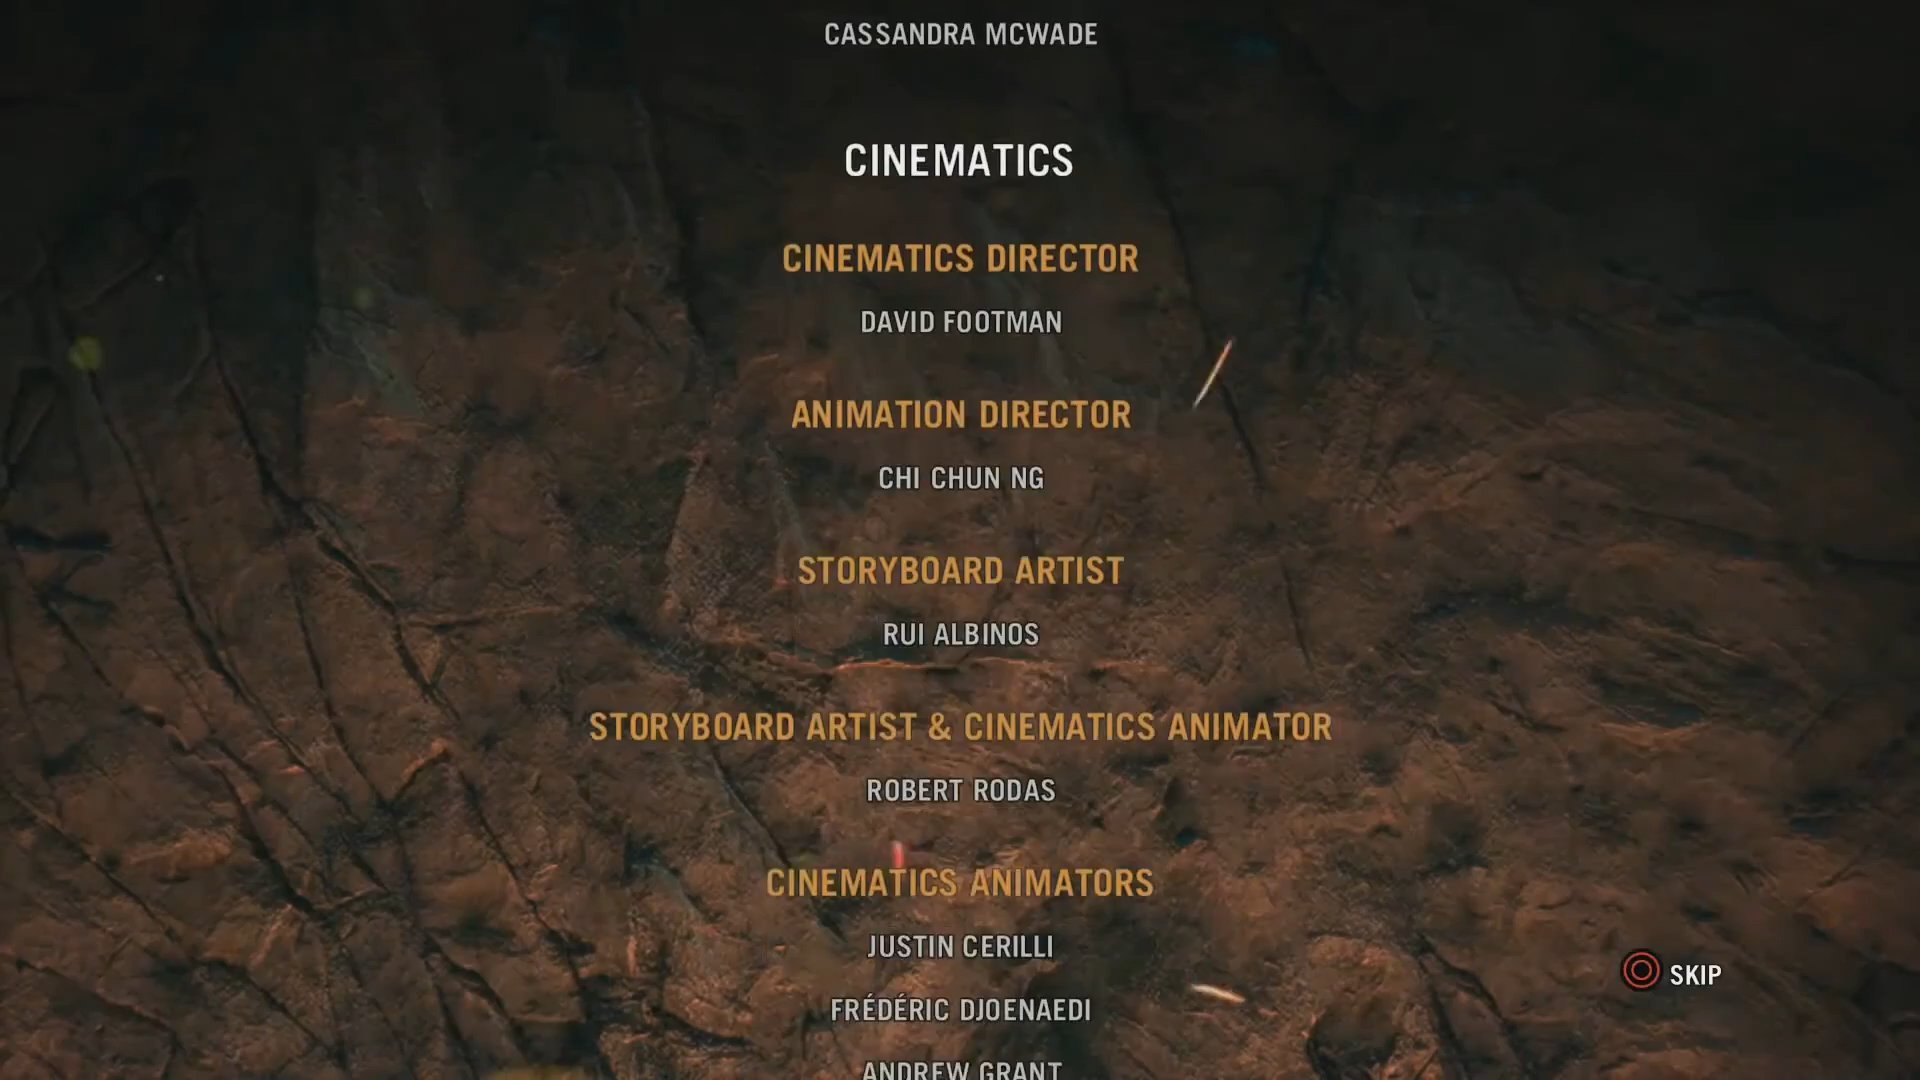 CASSANDRA MCWADE
CINEMATICS
CINEMATICS DIRECTOR
DAVID FOOTMAN
ANIMATION DIRECTOR
CHI CHUN NG
STORYBOARD ARTIST
RUI ALBINOS
STORYBOARD ARTIST & CINEMATICS ANIMATOR
ROBERT RODAS
CINEMATICS ANIMATORS
JUSTIN CERILLI
SKIP
FRÉDÉRIC DJOENAEDI
ANDREW GRANT